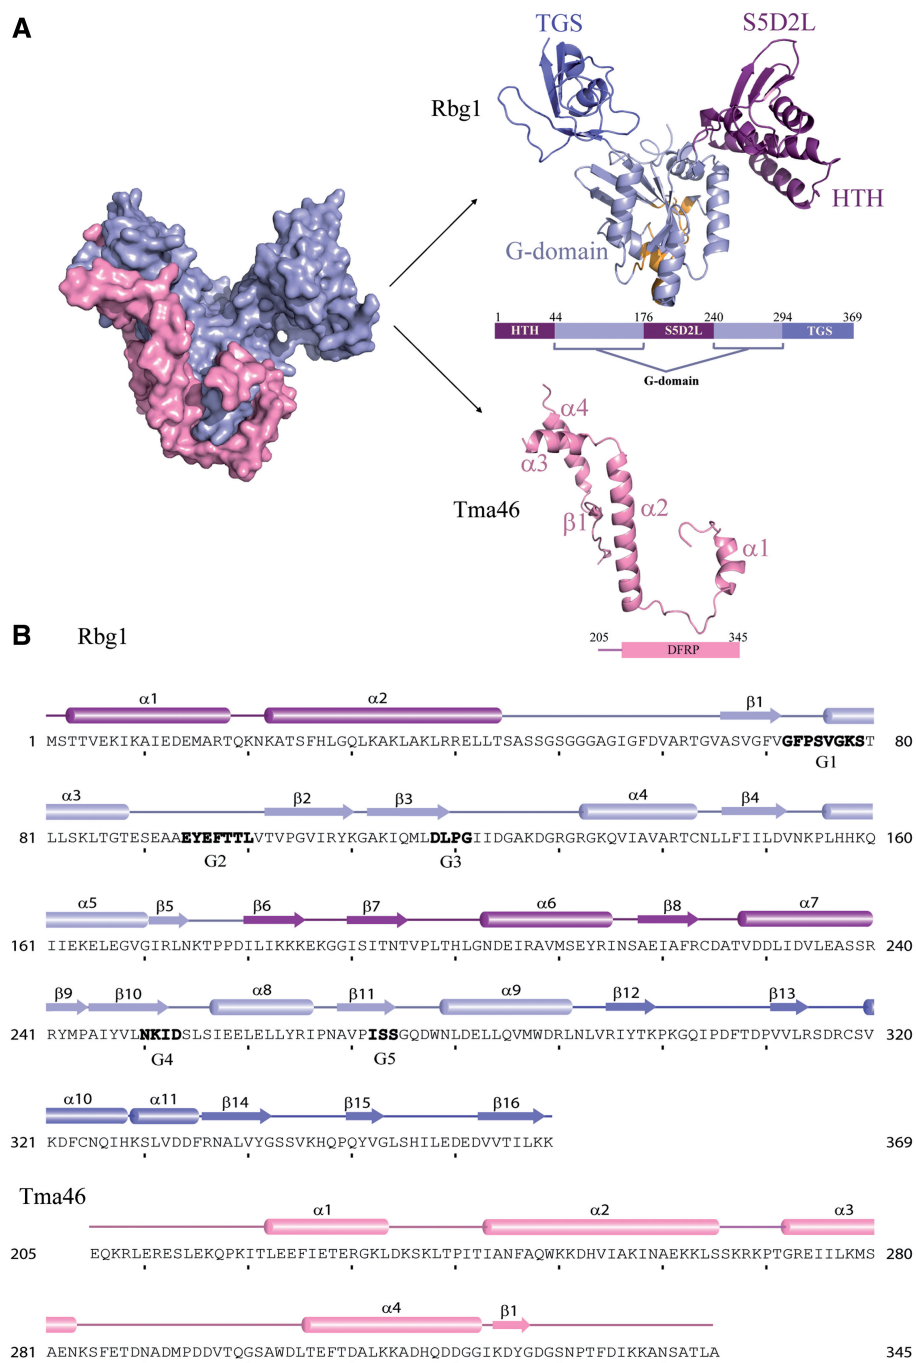 A
TGS
S5D2L
Rbg1
HTH
G-domain
1 44 176 240 294 369
HTH S5D2L TGS
G-domain
α4
α3
Tma46
α2
β1
α1
205 345
DFRP
B
Rbg1
α1 α2 β1
1 MSTTVEKIKAIEDEMARTQKNKATSFHLGQLKAKLAKLRRELLTSASSGSGGGAGIGFDVARTGVASVGFVGFPSVGKST 80
G1
α3 β2 β3 α4 β4
81 LLSKLTGTESEAAEYEFTTLVTVPGVIRYKGAKIQMLDLPGIIDGAKDGRGRGKQVIAVARTCNLLFIILDVNKPLHHKQ 160
G2 G3
α5 β5 β6 β7 α6 β8 α7
161 IIEKELEGVGIRLNKTPPDILIKKKEKGGISITNTVPLTHLGNDEIRAVMSEYRINSAEIAFRCDATVDDLIDVLEASSR 240
β9 β10 α8 β11 α9 β12 β13
241 RYMPAIYVLNKIDSLSIEELELLYRIPNAVPISSGQDWNLDELLQVMWDRLNLVRIYTKPKGQIPDFTDPVVLRSDRCSV 320
G4 G5
α10 α11 β14 β15 β16
321 KDFCNQIHKSLVDDFRNALVYGSSVKHQPQYVGLSHILEDEDVVTILKK 369
Tma46
α1 α2 α3
205 EQKRLERESLEKQPKITLEEFIETERGKLDKSKLTPITIANFAQWKKDHVIAKINAEKKLSSKRKPTGREIILKMS 280
α4 β1
281 AENKSFETDNADMPDDVTQGSAWDLTEFTDALKKADHQDDGGIKDYGDGSNPTFDIKKANSATLA 345